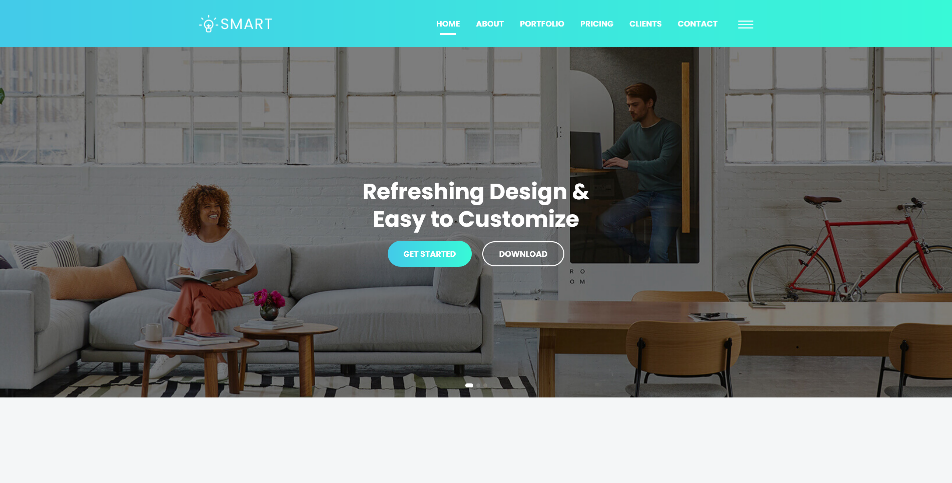 SMART
HOME ABOUT PORTFOLIO PRICING CLIENTS CONTACT
Refreshing Design &
Easy to Customize
GET STARTED DOWNLOAD
R O
O M